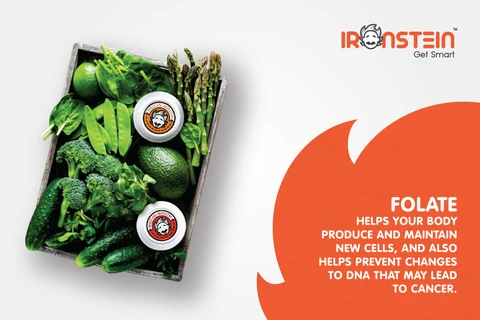 IRONSTEIN™
Get Smart
FOLATE
HELPS YOUR BODY
PRODUCE AND MAINTAIN
NEW CELLS, AND ALSO
HELPS PREVENT CHANGES
TO DNA THAT MAY LEAD
TO CANCER.